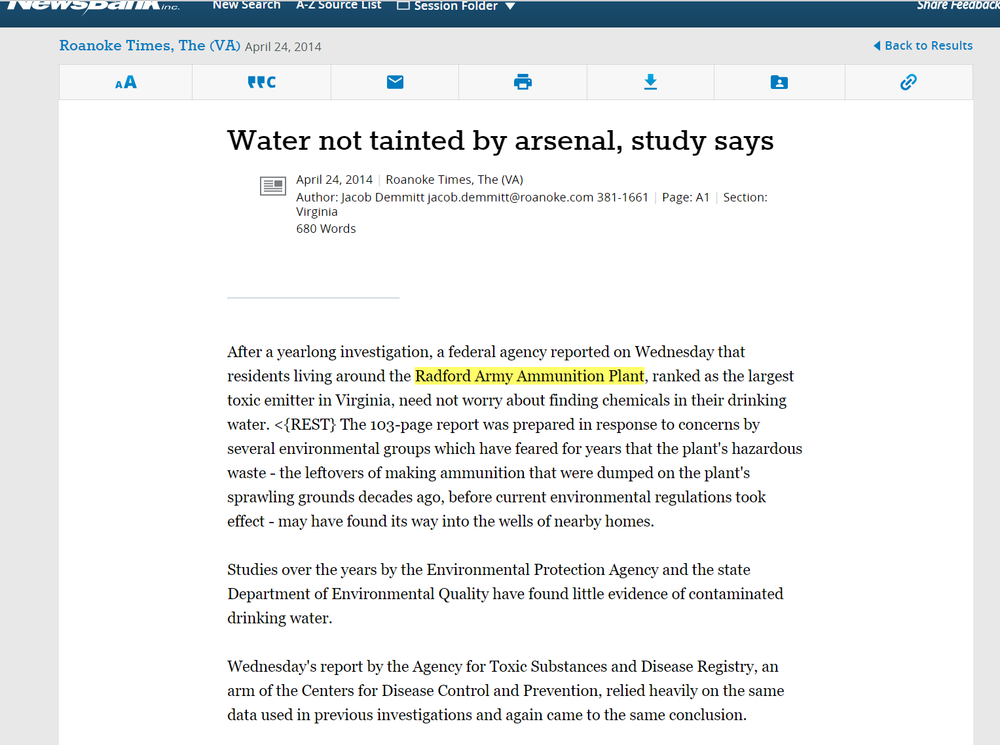 NewsBank inc. New Search A-Z Source List Session Folder Share Feedback
Roanoke Times, The (VA) April 24, 2014 Back to Results
AA C
Water not tainted by arsenal, study says
April 24, 2014 | Roanoke Times, The (VA)
Author: Jacob Demmitt jacob.demmitt@roanoke.com 381-1661 | Page: A1 | Section:
Virginia
680 Words
After a yearlong investigation, a federal agency reported on Wednesday that
residents living around the Radford Army Ammunition Plant, ranked as the largest
toxic emitter in Virginia, need not worry about finding chemicals in their drinking
water. <{REST} The 103-page report was prepared in response to concerns by
several environmental groups which have feared for years that the plant's hazardous
waste - the leftovers of making ammunition that were dumped on the plant's
sprawling grounds decades ago, before current environmental regulations took
effect - may have found its way into the wells of nearby homes.
Studies over the years by the Environmental Protection Agency and the state
Department of Environmental Quality have found little evidence of contaminated
drinking water.
Wednesday's report by the Agency for Toxic Substances and Disease Registry, an
arm of the Centers for Disease Control and Prevention, relied heavily on the same
data used in previous investigations and again came to the same conclusion.